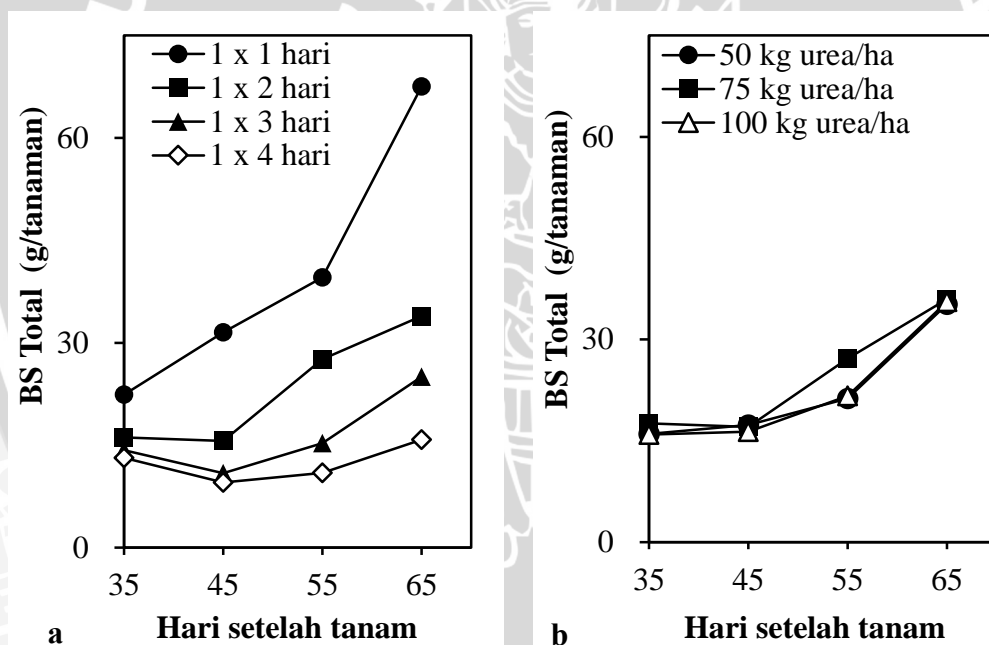 1 x 1 hari
1 x 2 hari
1 x 3 hari
1 x 4 hari
BS Total (g/tanaman)
60
30
0
35 45 55 65
Hari setelah tanam
a
50 kg urea/ha
75 kg urea/ha
100 kg urea/ha
BS Total (g/tanaman)
60
30
0
35 45 55 65
Hari setelah tanam
b